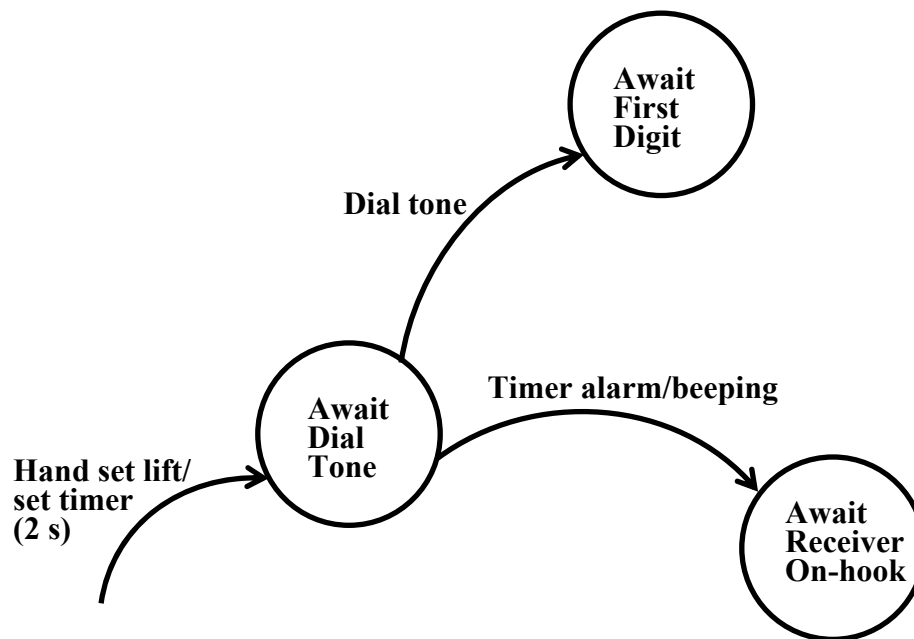 Await
First
Digit
Dial tone
Timer alarm/beeping
Await
Dial
Tone
Hand set lift/
set timer
(2 s)
Await
Receiver
On-hook